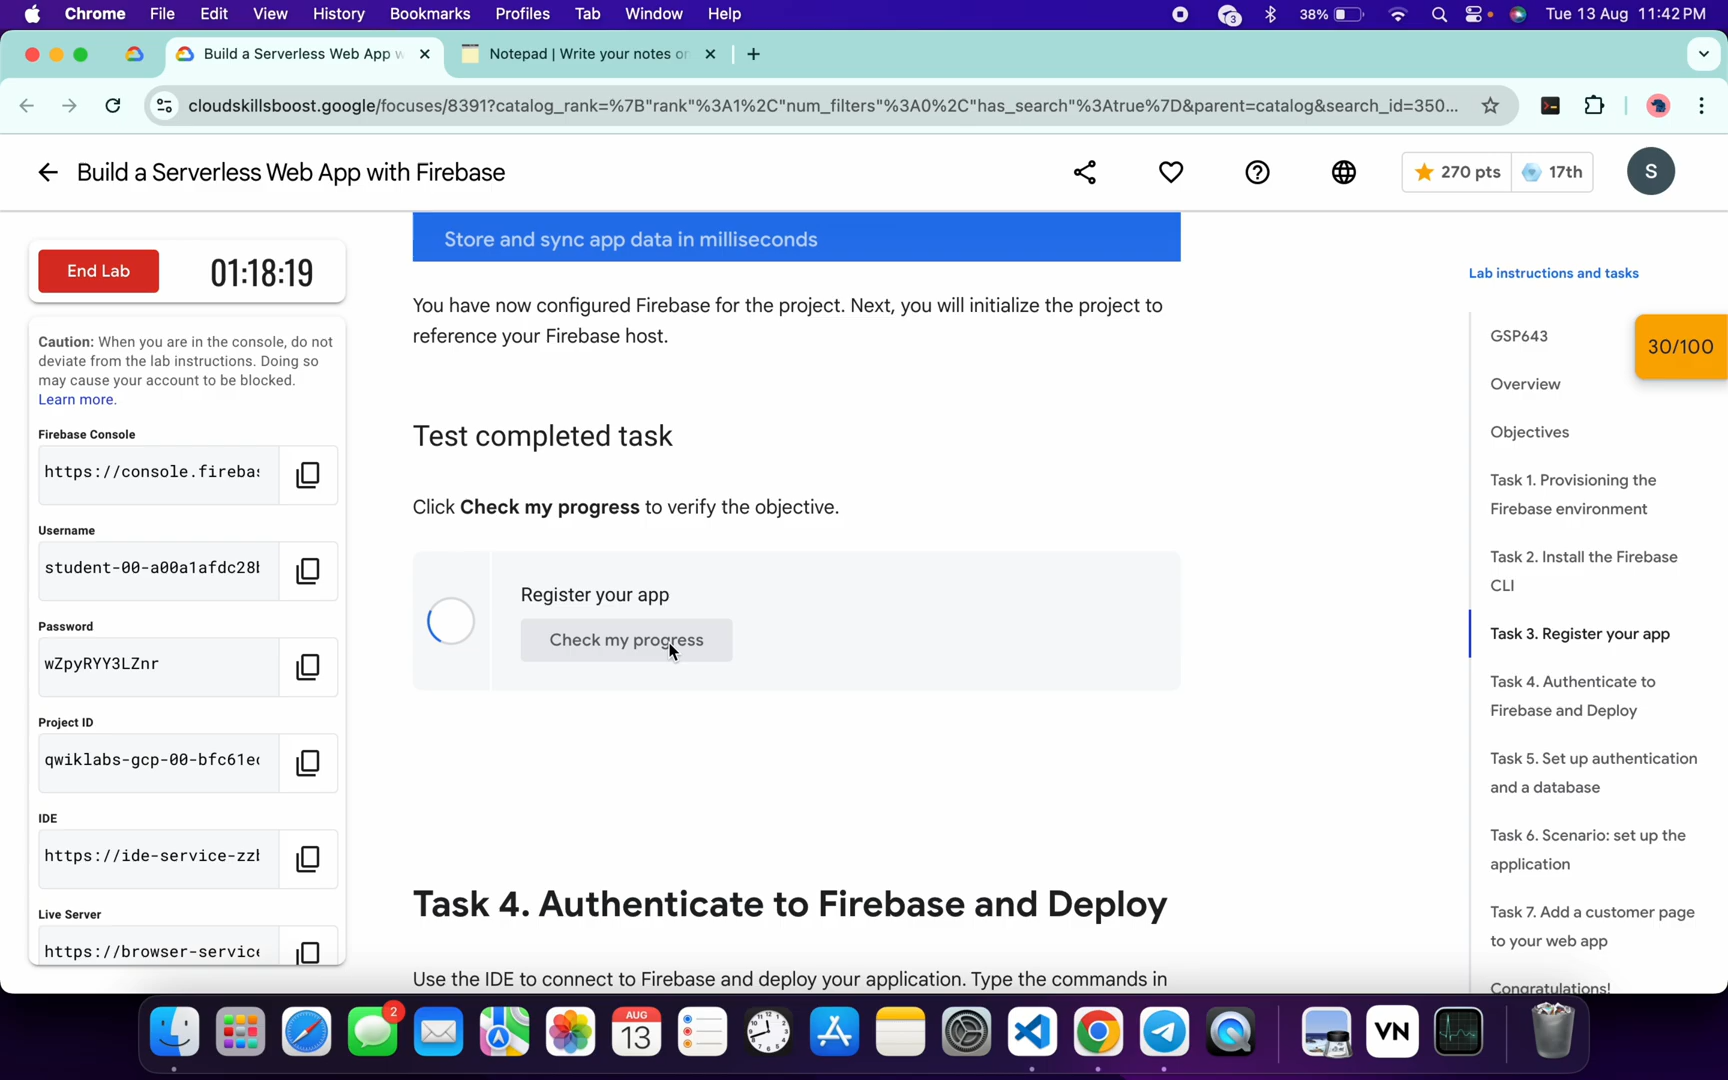 Chrome File Edit View History Bookmarks Profiles Tab Window Help 3 38% Tue 13 Aug 11:42 PM
Build a Serverless Web App w Notepad | Write your notes or
cloudskillsboost.google/focuses/8391?catalog_rank=%7B"rank"%3A1%2C"num_filters"%3A0%2C"has_search"%3Atrue%7D&parent=catalog&search_id=350...
Build a Serverless Web App with Firebase 270 pts 17th S
End Lab 01:18:19
Caution: When you are in the console, do not
deviate from the lab instructions. Doing so
may cause your account to be blocked.
Learn more.
Firebase Console
https://console.firebas
Username
student-00-a00a1afdc28b
Password
wZpyRYY3LZnr
Project ID
qwiklabs-gcp-00-bfc61ec
IDE
https://ide-service-zzb
Live Server
https://browser-service
Store and sync app data in milliseconds
You have now configured Firebase for the project. Next, you will initialize the project to
reference your Firebase host.
Test completed task
Click Check my progress to verify the objective.
Register your app
Check my progress
Task 4. Authenticate to Firebase and Deploy
Use the IDE to connect to Firebase and deploy your application. Type the commands in
Lab instructions and tasks
GSP643
30/100
Overview
Objectives
Task 1. Provisioning the
Firebase environment
Task 2. Install the Firebase
CLI
Task 3. Register your app
Task 4. Authenticate to
Firebase and Deploy
Task 5. Set up authentication
and a database
Task 6. Scenario: set up the
application
Task 7. Add a customer page
to your web app
Congratulations!
2
AUG
13
VN